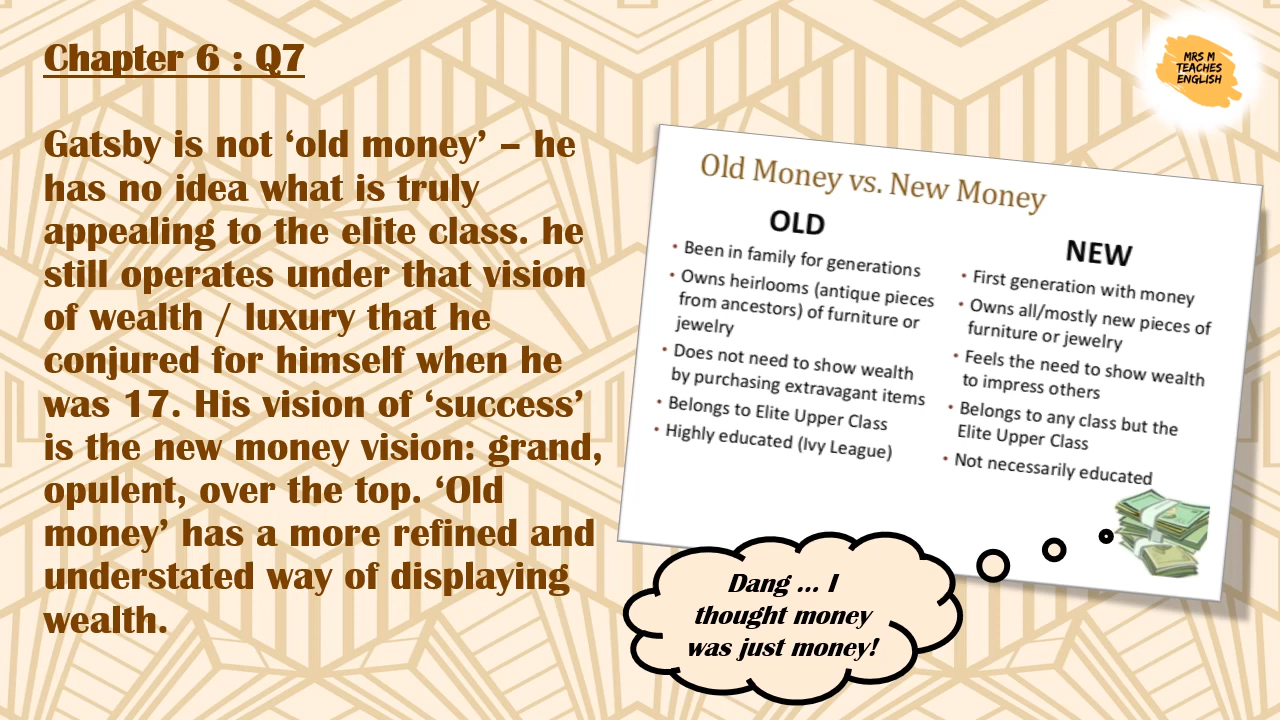 Chapter 6 : Q7
MRS M
TEACHES
ENGLISH
Gatsby is not ‘old money’ – he
has no idea what is truly
appealing to the elite class. he
still operates under that vision
of wealth / luxury that he
conjured for himself when he
was 17. His vision of ‘success’
is the new money vision: grand,
opulent, over the top. ‘Old
money’ has a more refined and
understated way of displaying
wealth.
Old Money vs. New Money
OLD
• Been in family for generations
• Owns heirlooms (antique pieces
from ancestors) of furniture or
jewelry
• Does not need to show wealth
by purchasing extravagant items
• Belongs to Elite Upper Class
• Highly educated (Ivy League)
NEW
• First generation with money
• Owns all/mostly new pieces of
furniture or jewelry
• Feels the need to show wealth
to impress others
• Belongs to any class but the
Elite Upper Class
• Not necessarily educated
Dang ... I
thought money
was just money!